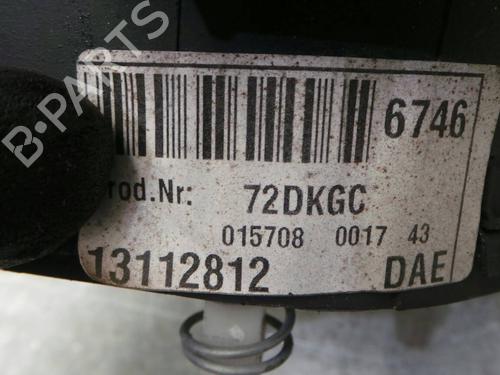 B-PARTS
6746
rod.Nr: 72DKGC
015708 0017 43
13112812 DAE